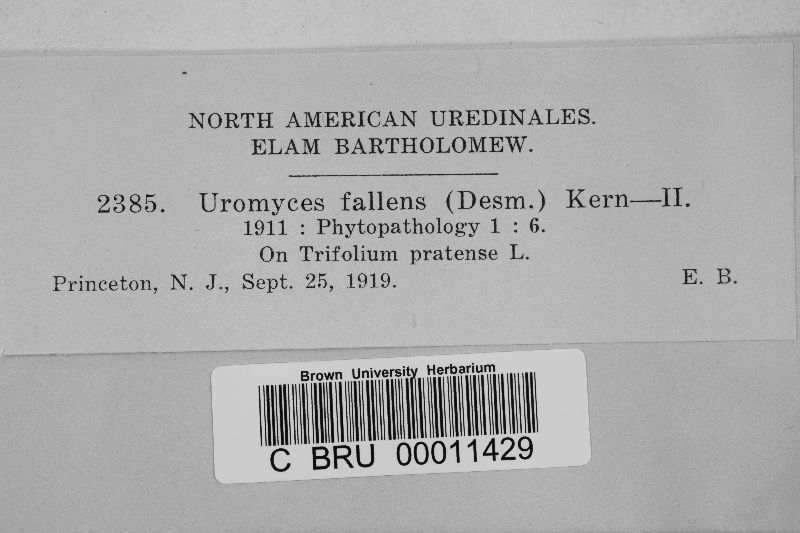 NORTH AMERICAN UREDINALES.
ELAM BARTHOLOMEW.
2385. Uromyces fallens (Desm.) Kern—II.
1911 : Phytopathology 1 : 6.
On Trifolium pratense L.
Princeton, N. J., Sept. 25, 1919. E. B.
Brown University Herbarium
C BRU 00011429